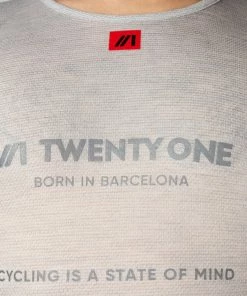 TWENTY ONE
BORN IN BARCELONA
CYCLING IS A STATE OF MIND